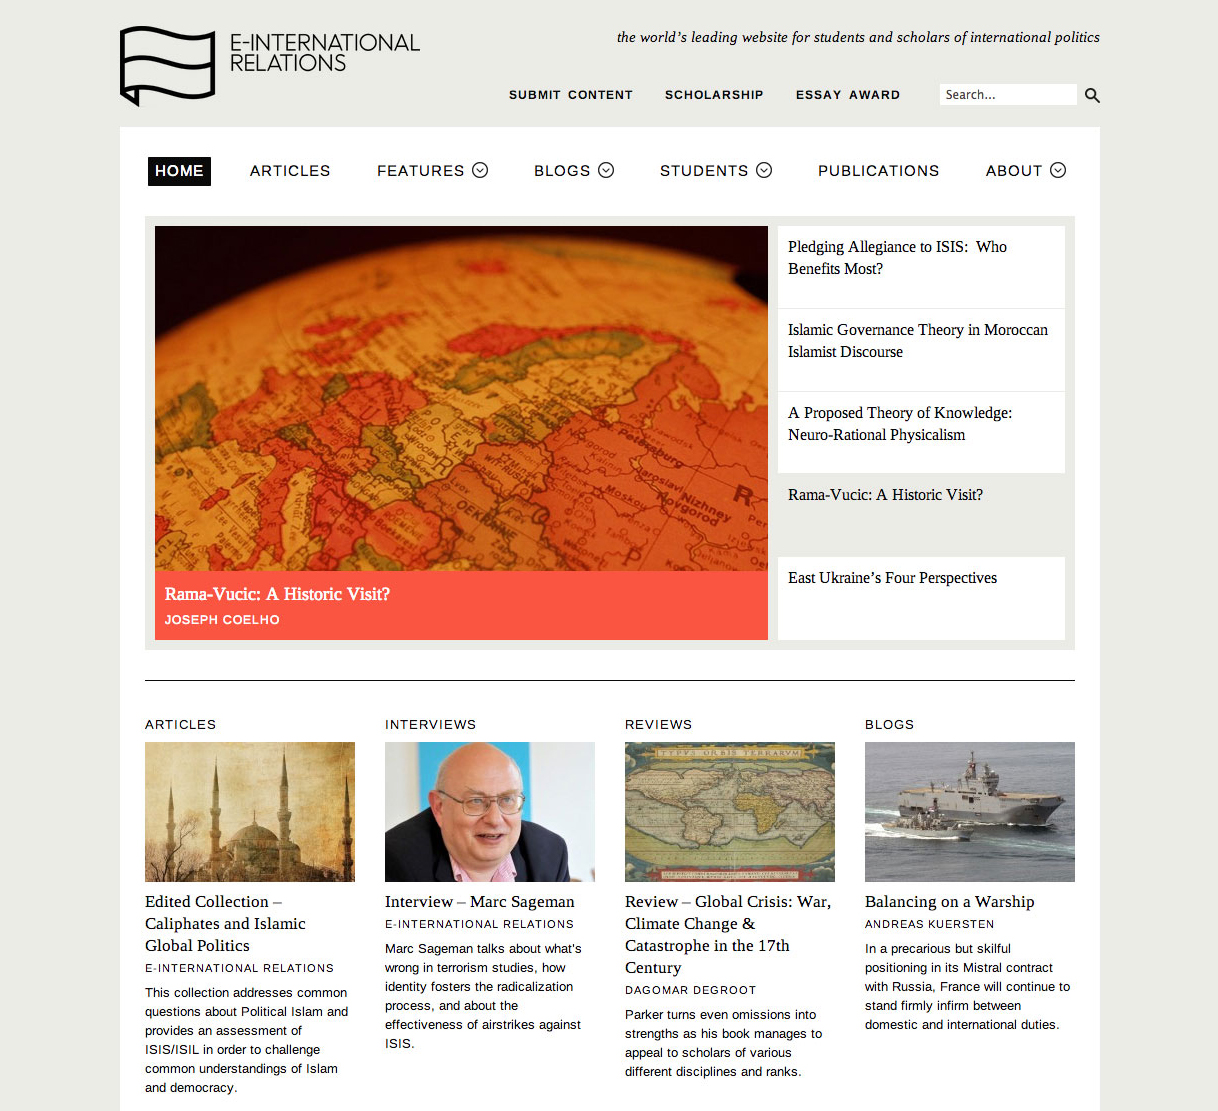 E-INTERNATIONAL
RELATIONS
the world's leading website for students and scholars of international politics
SUBMIT CONTENT SCHOLARSHIP ESSAY AWARD Search...
HOME ARTICLES FEATURES BLOGS STUDENTS PUBLICATIONS ABOUT
Rama-Vucic: A Historic Visit?
JOSEPH COELHO
Pledging Allegiance to ISIS: Who
Benefits Most?
Islamic Governance Theory in Moroccan
Islamist Discourse
A Proposed Theory of Knowledge:
Neuro-Rational Physicalism
Rama-Vucic: A Historic Visit?
East Ukraine's Four Perspectives
ARTICLES
Edited Collection –
Caliphates and Islamic
Global Politics
E-INTERNATIONAL RELATIONS
This collection addresses common
questions about Political Islam and
provides an assessment of
ISIS/ISIL in order to challenge
common understandings of Islam
and democracy.
INTERVIEWS
Interview – Marc Sageman
E-INTERNATIONAL RELATIONS
Marc Sageman talks about what's
wrong in terrorism studies, how
identity fosters the radicalization
process, and about the
effectiveness of airstrikes against
ISIS.
REVIEWS
TYPVS ORBIS TERRARVM
Review – Global Crisis: War,
Climate Change &
Catastrophe in the 17th
Century
DAGOMAR DEGROOT
Parker turns even omissions into
strengths as his book manages to
appeal to scholars of various
different disciplines and ranks.
BLOGS
Balancing on a Warship
ANDREAS KUERSTEN
In a precarious but skilful
positioning in its Mistral contract
with Russia, France will continue to
stand firmly infirm between
domestic and international duties.